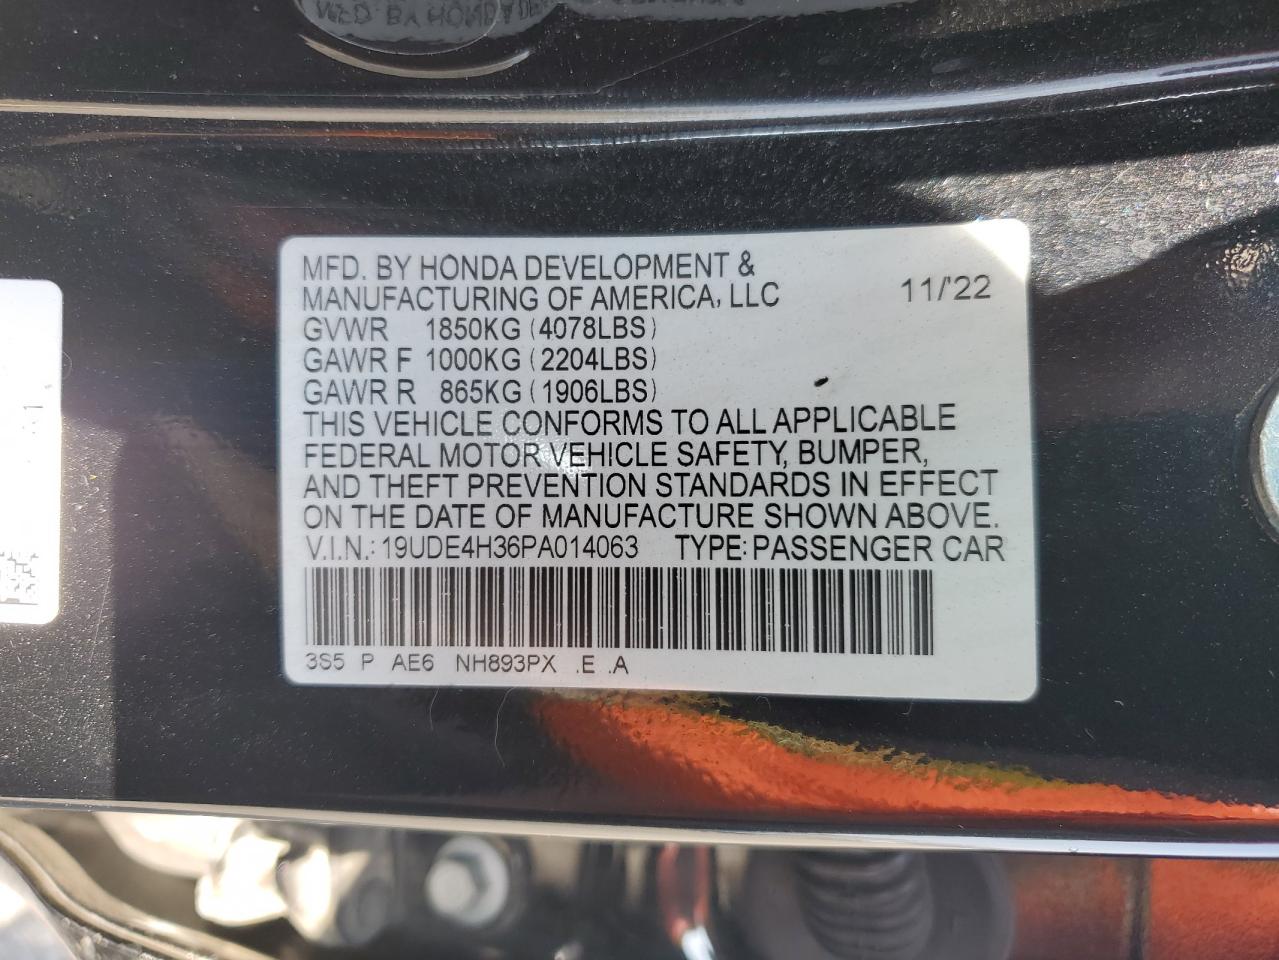 MFD. BY HONDA DEVELOPMENT &
MANUFACTURING OF AMERICA, LLC 11/'22
GVWR 1850KG (4078LBS)
GAWR F 1000KG (2204LBS)
GAWR R 865KG (1906LBS)
THIS VEHICLE CONFORMS TO ALL APPLICABLE
FEDERAL MOTOR VEHICLE SAFETY, BUMPER,
AND THEFT PREVENTION STANDARDS IN EFFECT
ON THE DATE OF MANUFACTURE SHOWN ABOVE.
V.I.N.: 19UDE4H36PA014063 TYPE: PASSENGER CAR
3S5 P AE6 NH893PX .E .A